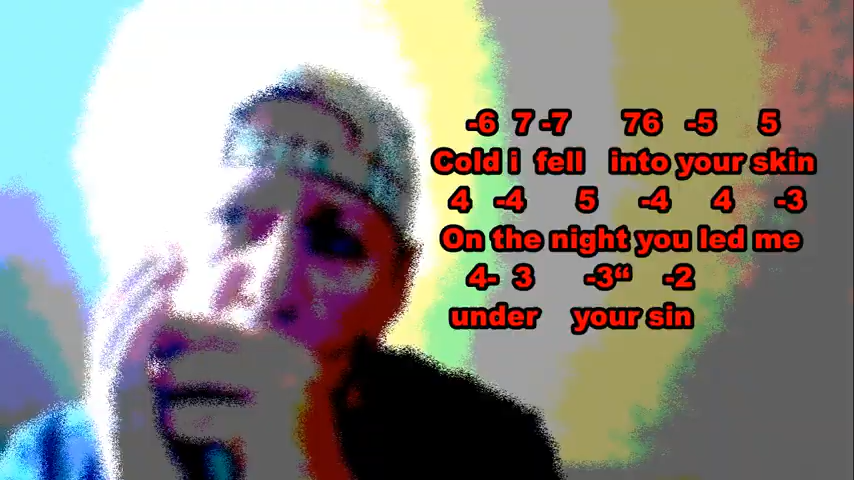 -6 7 -7 76 -5 5
Cold i fell into your skin
4 -4 5 -4 4 -3
On the night you led me
4- 3 -3“ -2
under your sin